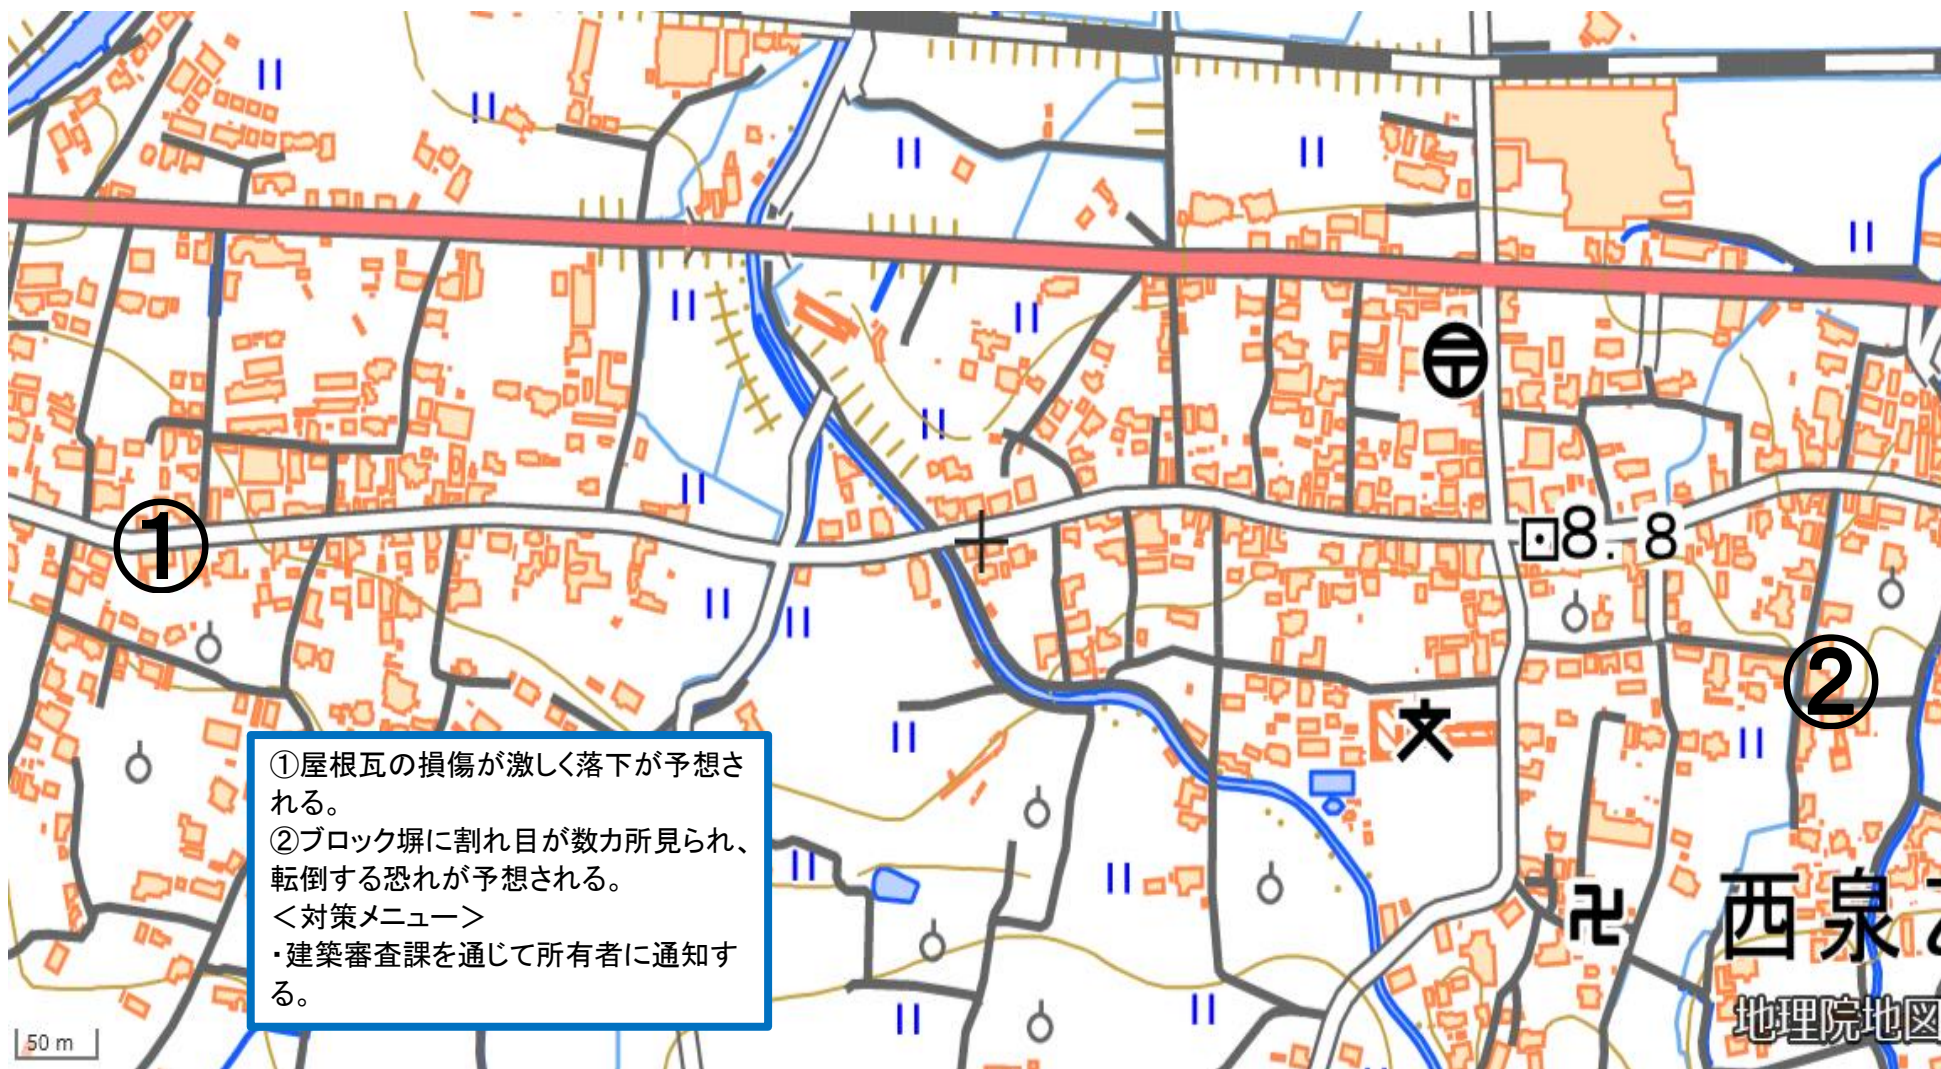 8.8
①
②
①屋根瓦の損傷が激しく落下が予想さ
れる。
②ブロック塀に割れ目が数カ所見られ、
転倒する恐れが予想される。
＜対策メニュー＞
・建築審査課を通じて所有者に通知す
る。
西泉
地理院地図
50 m